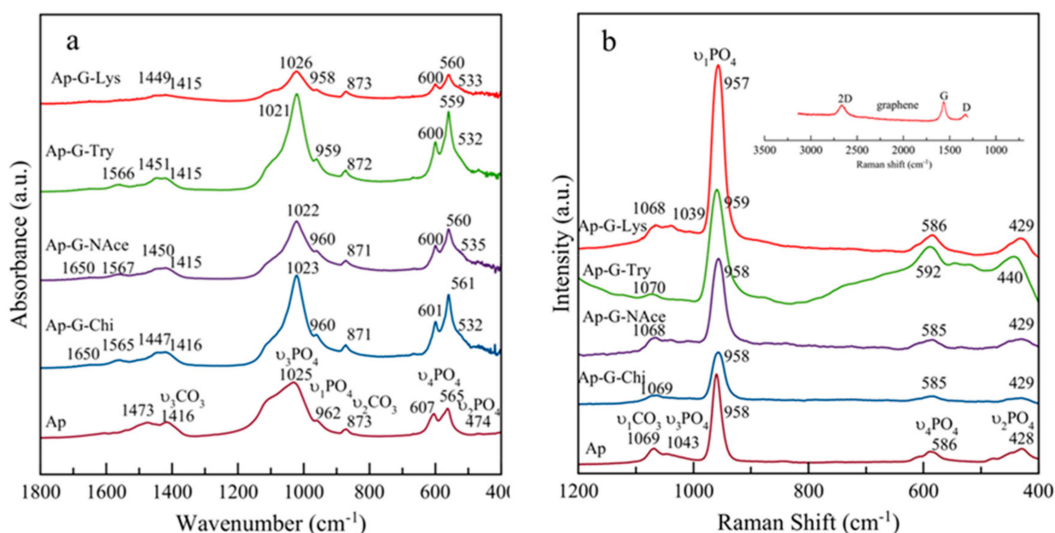 a
Ap-G-Lys 1449 1415 1026 958 873 600 560 533
Ap-G-Try 1566 1451 1415 1021 959 872 600 559 532
Ap-G-NAce 1650 1567 1450 1415 1022 960 871 600 560 535
Ap-G-Chi 1650 1565 1447 1416 1023 960 871 601 561 532
υ₃PO₄ υ₄PO₄
υ₃CO₃ υ₁PO₄ υ₂CO₃ υ₂PO₄
Ap 1473 1416 1025 962 873 607 565 474
1800 1600 1400 1200 1000 800 600 400
Wavenumber (cm⁻¹)
Absorbance (a.u.)
b
υ₁PO₄
957
2D graphene G D
3500 3000 2500 2000 1500 1000
Raman shift (cm⁻¹)
Ap-G-Lys 1068 1039 586 429
Ap-G-Try 1070 959 592 440
Ap-G-NAce 1068 958 585 429
Ap-G-Chi 1069 958 585 429
υ₁CO₃ υ₃PO₄ υ₄PO₄ υ₂PO₄
Ap 1069 1043 958 586 428
1200 1000 800 600 400
Raman Shift (cm⁻¹)
Intensity (a.u.)